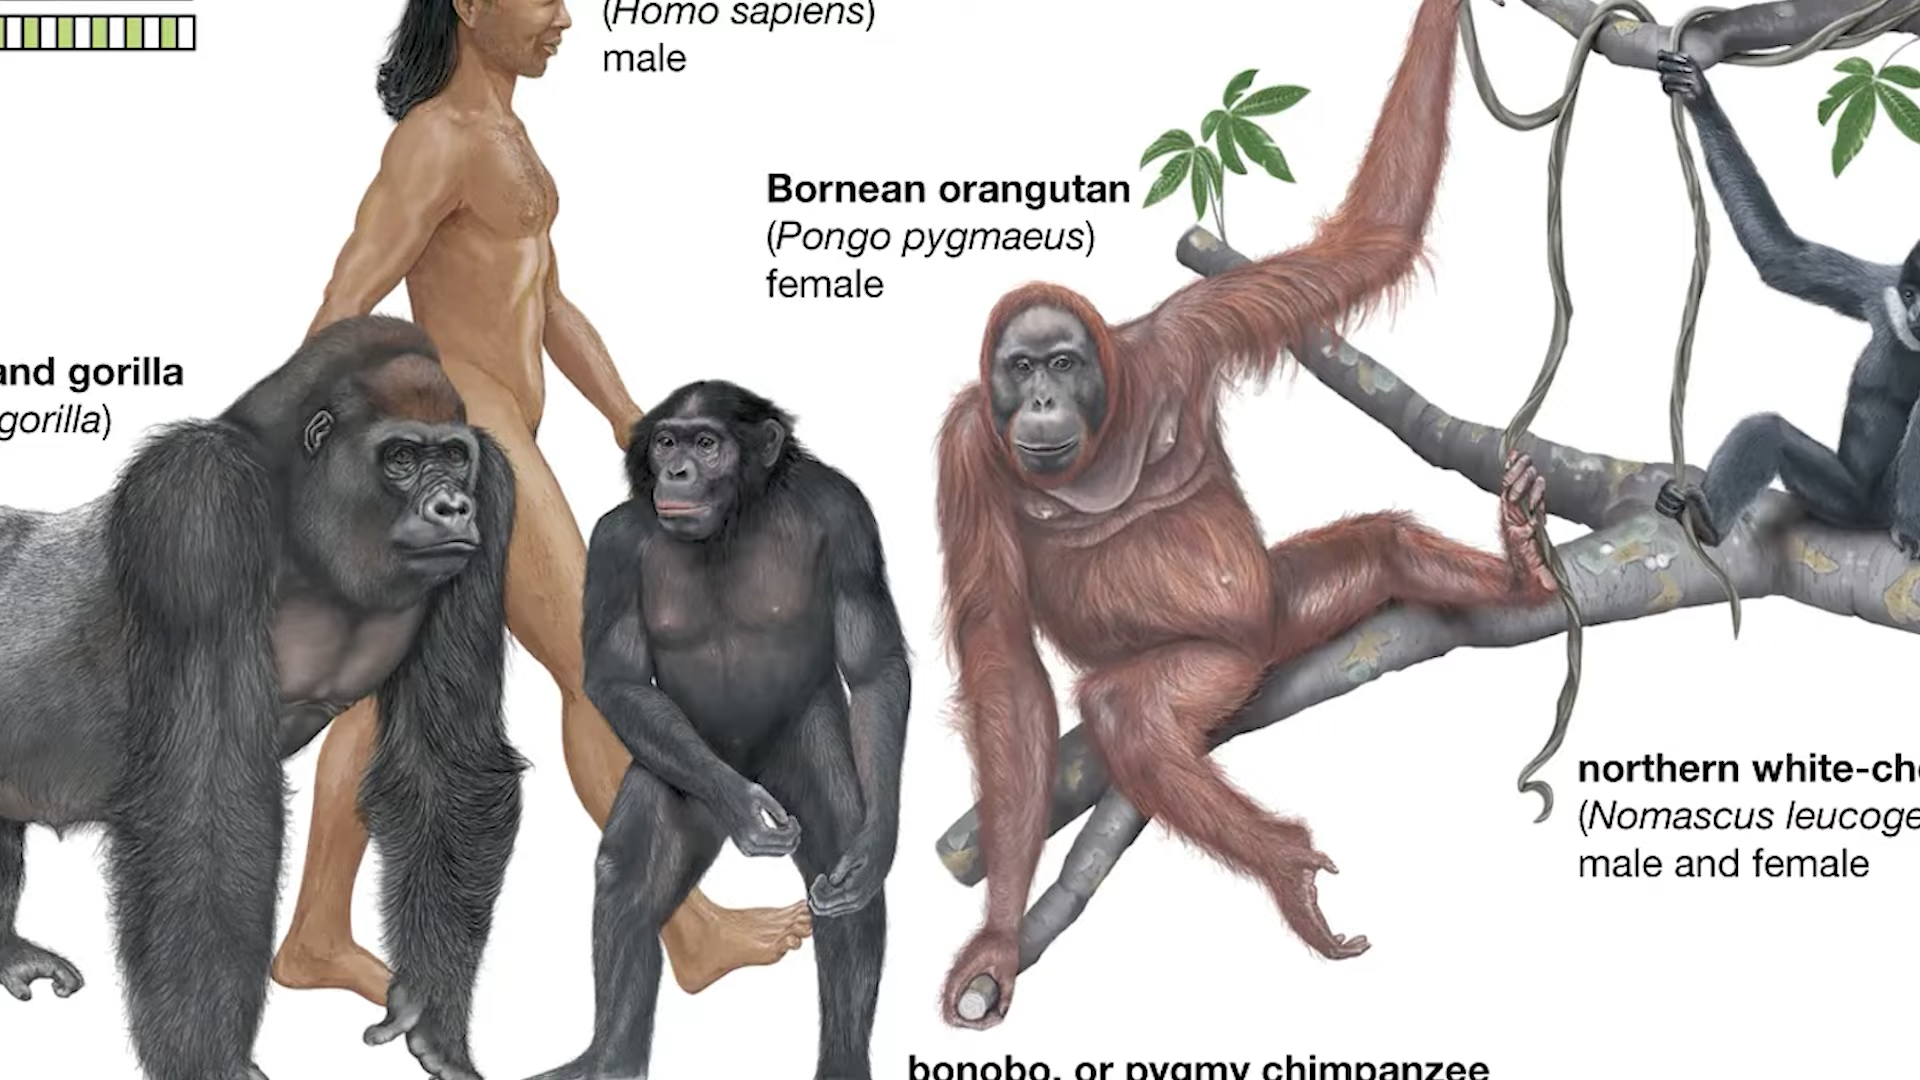 (Homo sapiens)
male
Bornean orangutan
(Pongo pygmaeus)
female
and gorilla
gorilla)
northern white-che
(Nomascus leucoge
male and female
bonobo, or pygmy chimpanzee